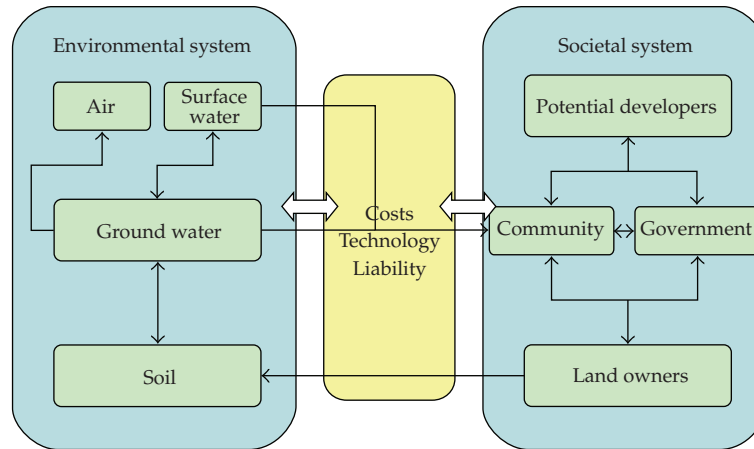 Environmental system
Air
Surface
water
Ground water
Soil
Costs
Technology
Liability
Societal system
Potential developers
Community
Government
Land owners